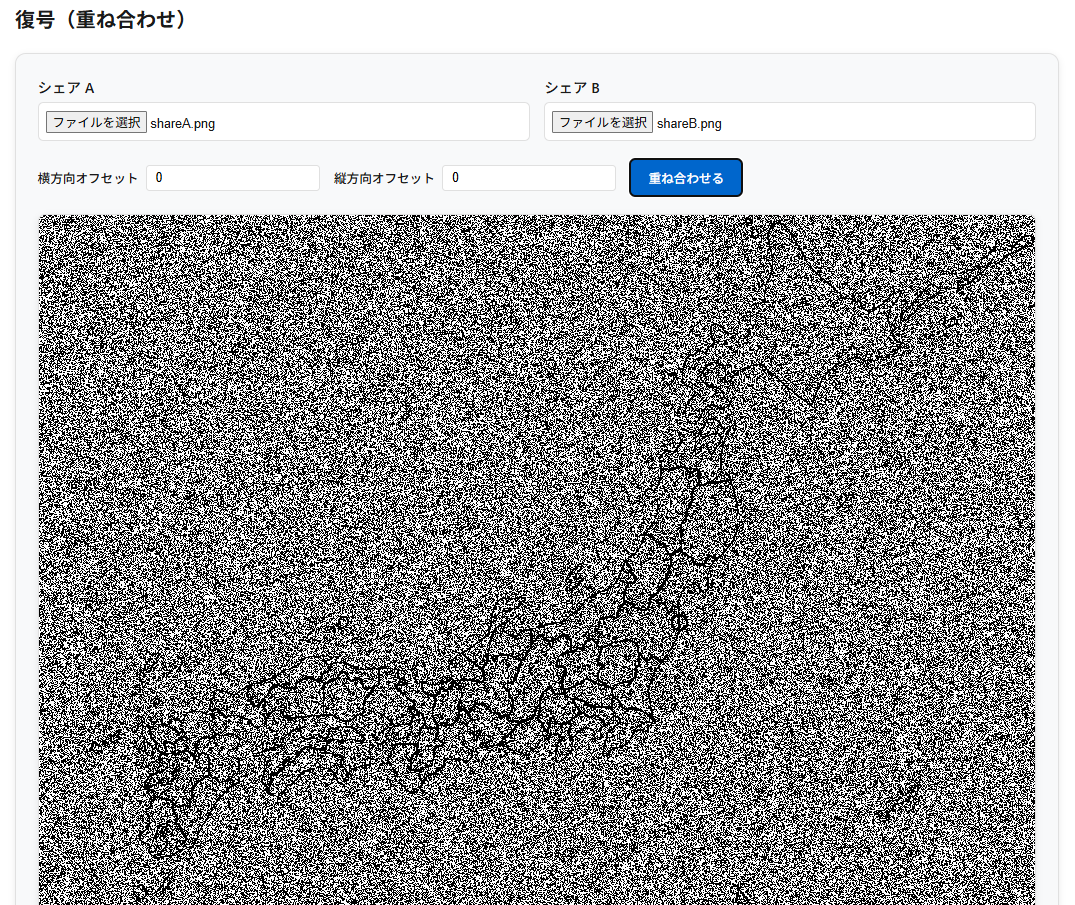 復号（重ね合わせ）
シェア A
シェア B
ファイルを選択 shareA.png
ファイルを選択 shareB.png
横方向オフセット 0 縦方向オフセット 0 重ね合わせる